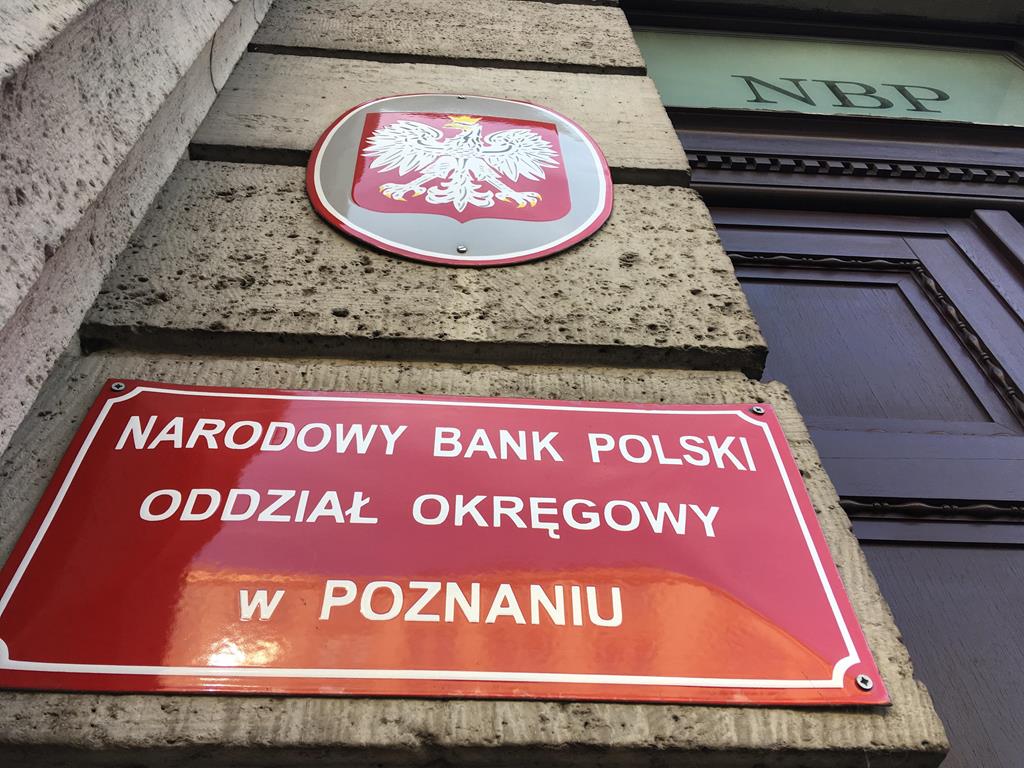 NBP
NARODOWY BANK POLSKI
ODDZIAŁ OKRĘGOWY
w POZNANIU